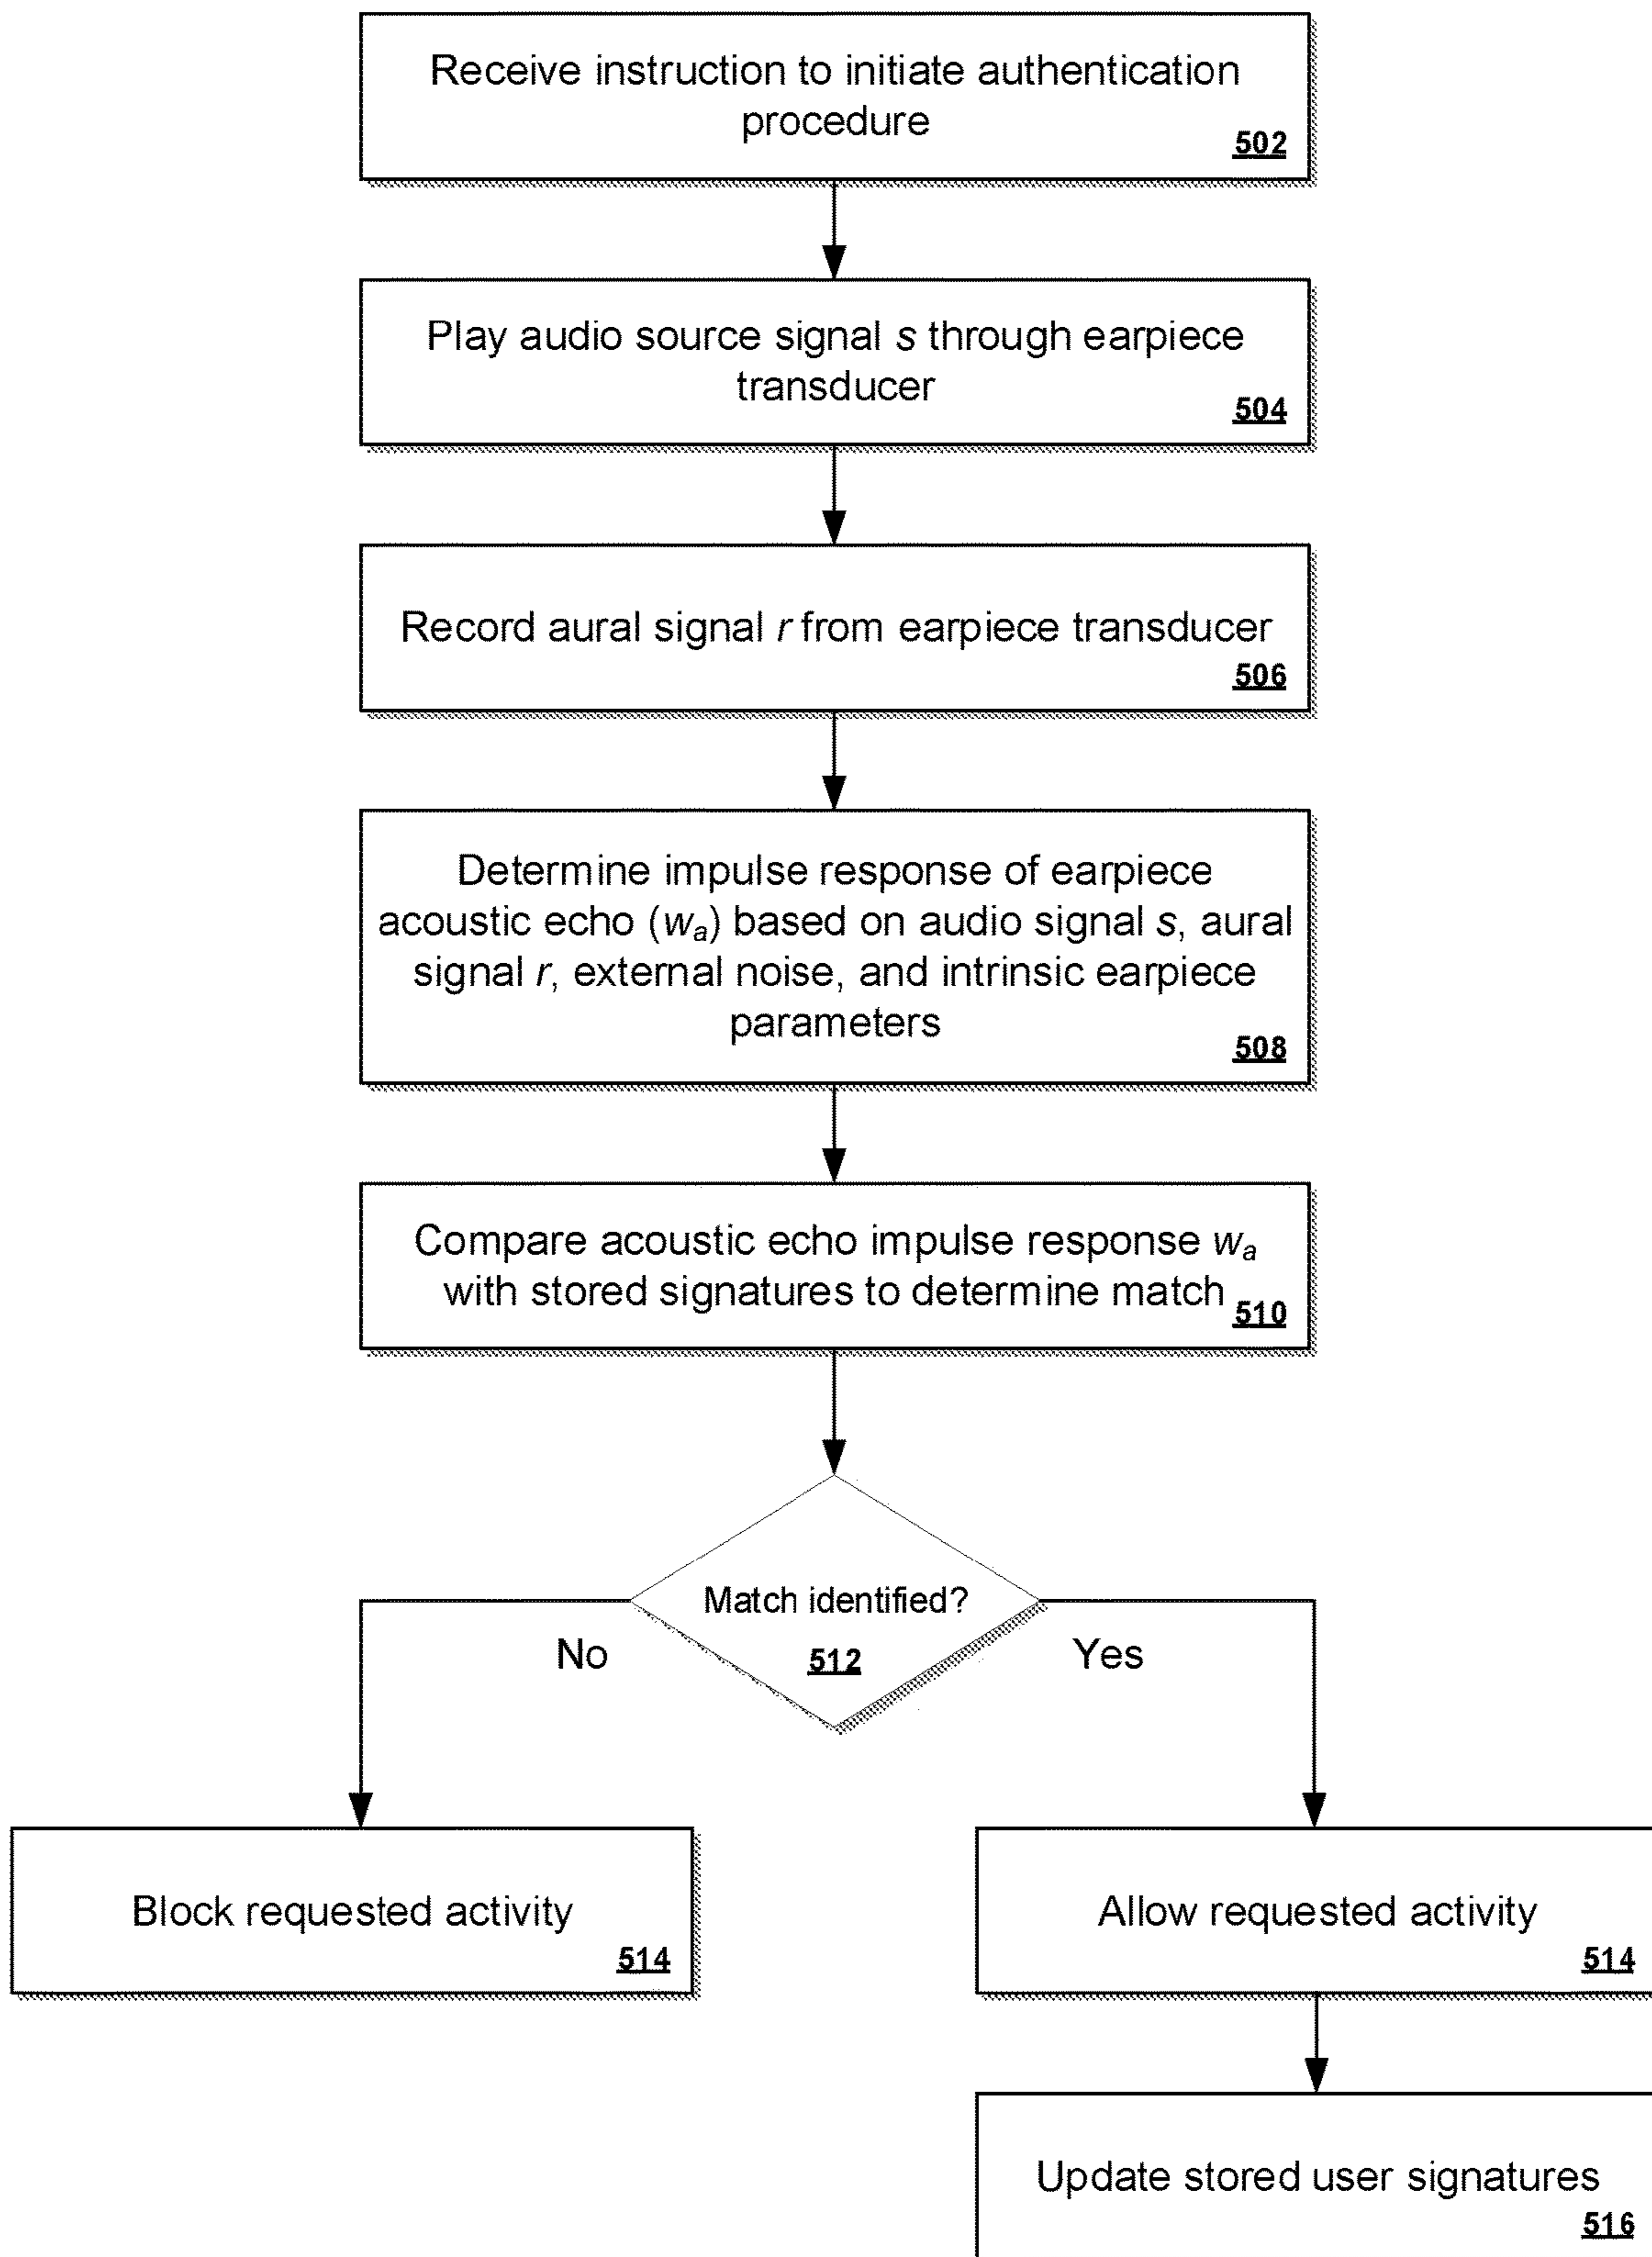 Receive instruction to initiate authentication
procedure
502
Play audio source signal s through earpiece
transducer
504
Record aural signal r from earpiece transducer
506
Determine impulse response of earpiece
acoustic echo (wₐ) based on audio signal s, aural
signal r, external noise, and intrinsic earpiece
parameters
508
Compare acoustic echo impulse response wₐ
with stored signatures to determine match
510
Match identified?
512
No
Yes
Block requested activity
514
Allow requested activity
514
Update stored user signatures
516